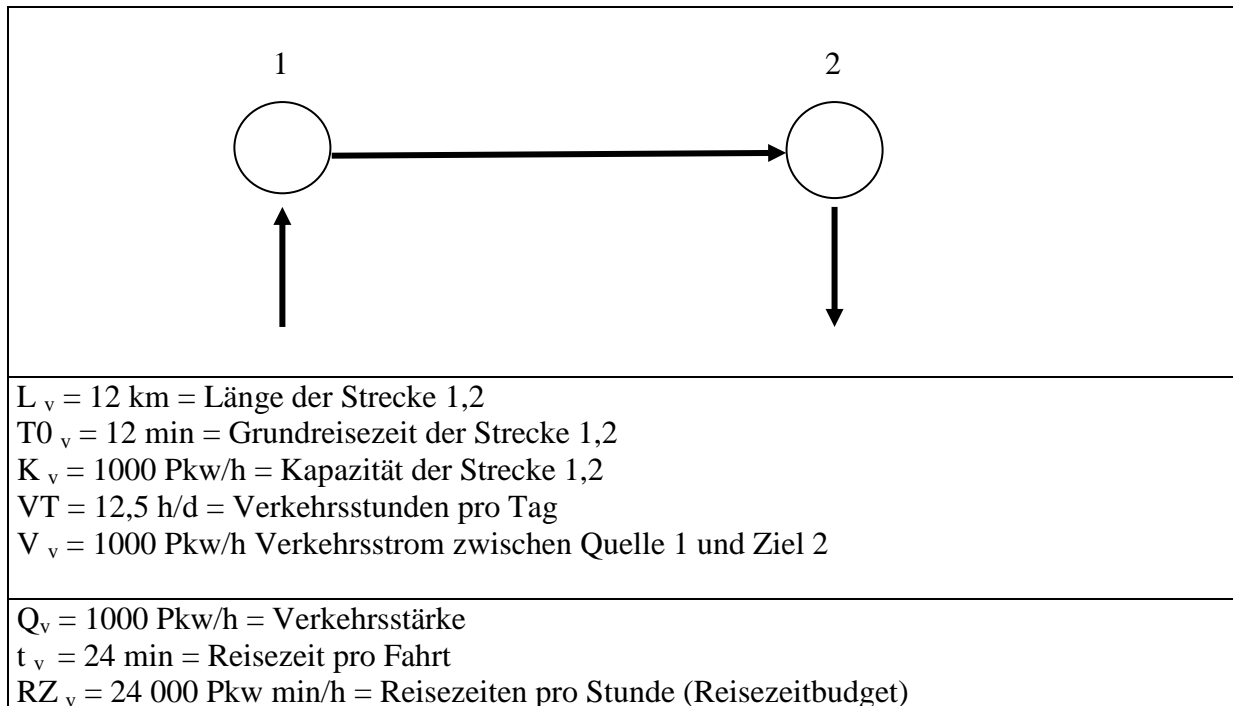 1 2
L v = 12 km = Länge der Strecke 1,2
T0 v = 12 min = Grundreisezeit der Strecke 1,2
K v = 1000 Pkw/h = Kapazität der Strecke 1,2
VT = 12,5 h/d = Verkehrsstunden pro Tag
V v = 1000 Pkw/h Verkehrsstrom zwischen Quelle 1 und Ziel 2
Qv = 1000 Pkw/h = Verkehrsstärke
t v = 24 min = Reisezeit pro Fahrt
RZ v = 24 000 Pkw min/h = Reisezeiten pro Stunde (Reisezeitbudget)